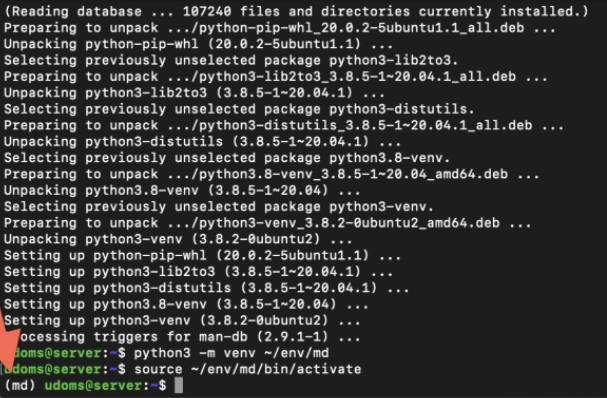 (Reading database ... 107240 files and directories currently installed.)
Preparing to unpack .../python-pip-whl_20.0.2-5ubuntu1.1_all.deb ...
Unpacking python-pip-whl (20.0.2-5ubuntu1.1) ...
Selecting previously unselected package python3-lib2to3.
Preparing to unpack .../python3-lib2to3_3.8.5-1~20.04.1_all.deb ...
Unpacking python3-lib2to3 (3.8.5-1~20.04.1) ...
Selecting previously unselected package python3-distutils.
Preparing to unpack .../python3-distutils_3.8.5-1~20.04.1_all.deb ...
Unpacking python3-distutils (3.8.5-1~20.04.1) ...
Selecting previously unselected package python3.8-venv.
Preparing to unpack .../python3.8-venv_3.8.5-1~20.04_amd64.deb ...
Unpacking python3.8-venv (3.8.5-1~20.04) ...
Selecting previously unselected package python3-venv.
Preparing to unpack .../python3-venv_3.8.2-0ubuntu2_amd64.deb ...
Unpacking python3-venv (3.8.2-0ubuntu2) ...
Setting up python-pip-whl (20.0.2-5ubuntu1.1) ...
Setting up python3-lib2to3 (3.8.5-1~20.04.1) ...
Setting up python3-distutils (3.8.5-1~20.04.1) ...
Setting up python3.8-venv (3.8.5-1~20.04) ...
Setting up python3-venv (3.8.2-0ubuntu2) ...
rocessing triggers for man-db (2.9.1-1) ...
doms@server:~$ python3 -m venv ~/env/md
udoms@server:~$ source ~/env/md/bin/activate
(md) udoms@server:~$